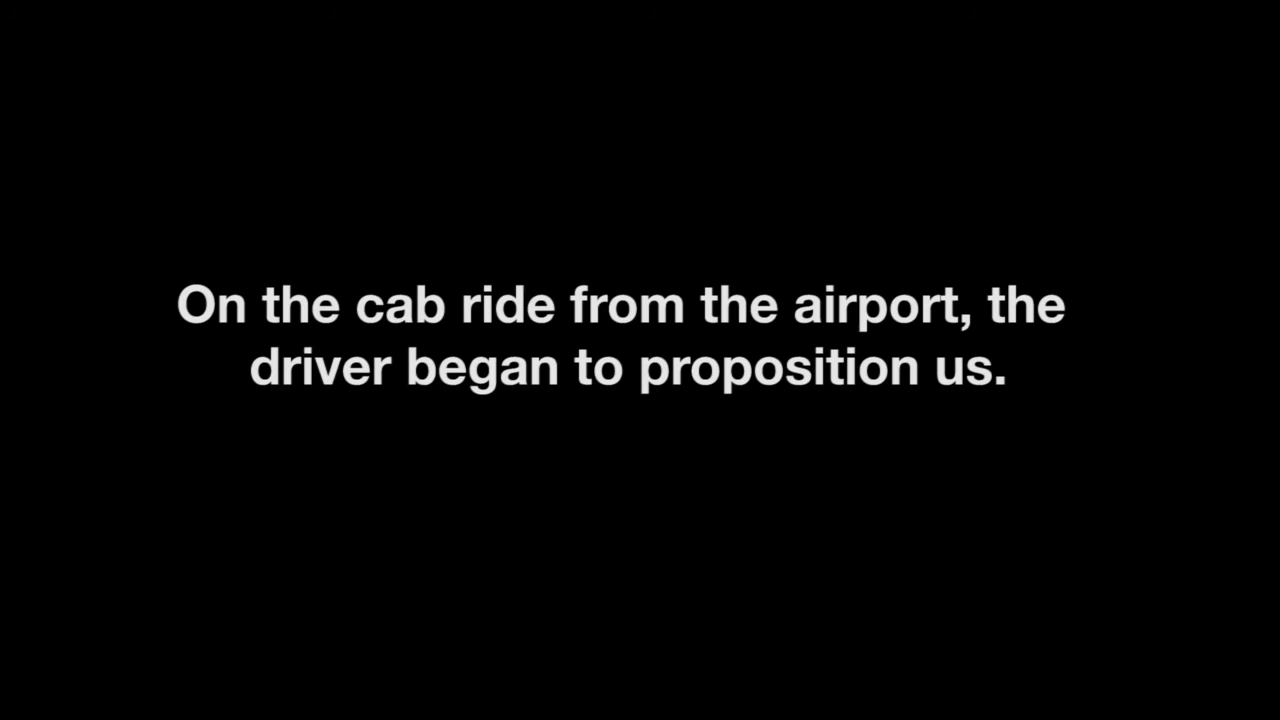 On the cab ride from the airport, the
driver began to proposition us.